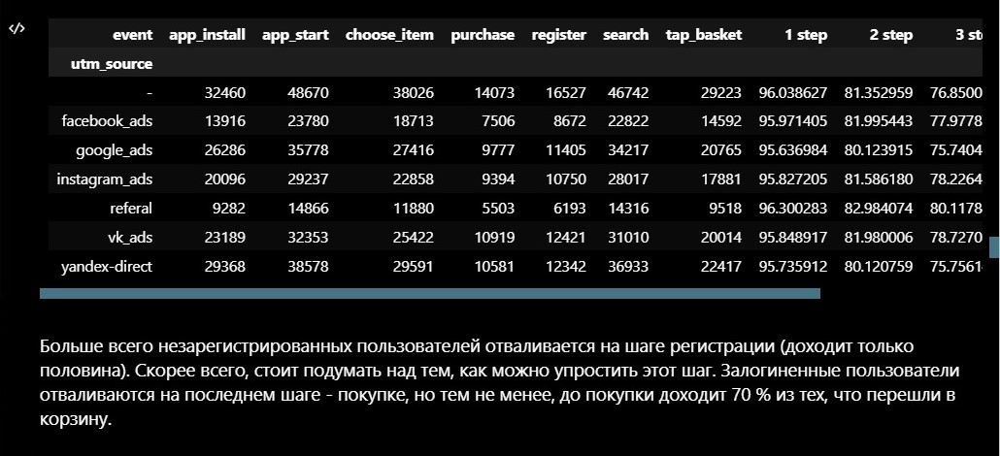 </>
event app_install app_start choose_item purchase register search tap_basket 1 step 2 step 3 st
utm_source
- 32460 48670 38026 14073 16527 46742 29223 96.038627 81.352959 76.8500
facebook_ads 13916 23780 18713 7506 8672 22822 14592 95.971405 81.995443 77.9778
google_ads 26286 35778 27416 9777 11405 34217 20765 95.636984 80.123915 75.7404
instagram_ads 20096 29237 22858 9394 10750 28017 17881 95.827205 81.586180 78.2264
referal 9282 14866 11880 5503 6193 14316 9518 96.300283 82.984074 80.1178
vk_ads 23189 32353 25422 10919 12421 31010 20014 95.848917 81.980006 78.7270
yandex-direct 29368 38578 29591 10581 12342 36933 22417 95.735912 80.120759 75.7561
Больше всего незарегистрированных пользователей отваливается на шаге регистрации (доходит только
половина). Скорее всего, стоит подумать над тем, как можно упростить этот шаг. Залогиненные пользователи
отваливаются на последнем шаге - покупке, но тем не менее, до покупки доходит 70 % из тех, что перешли в
корзину.